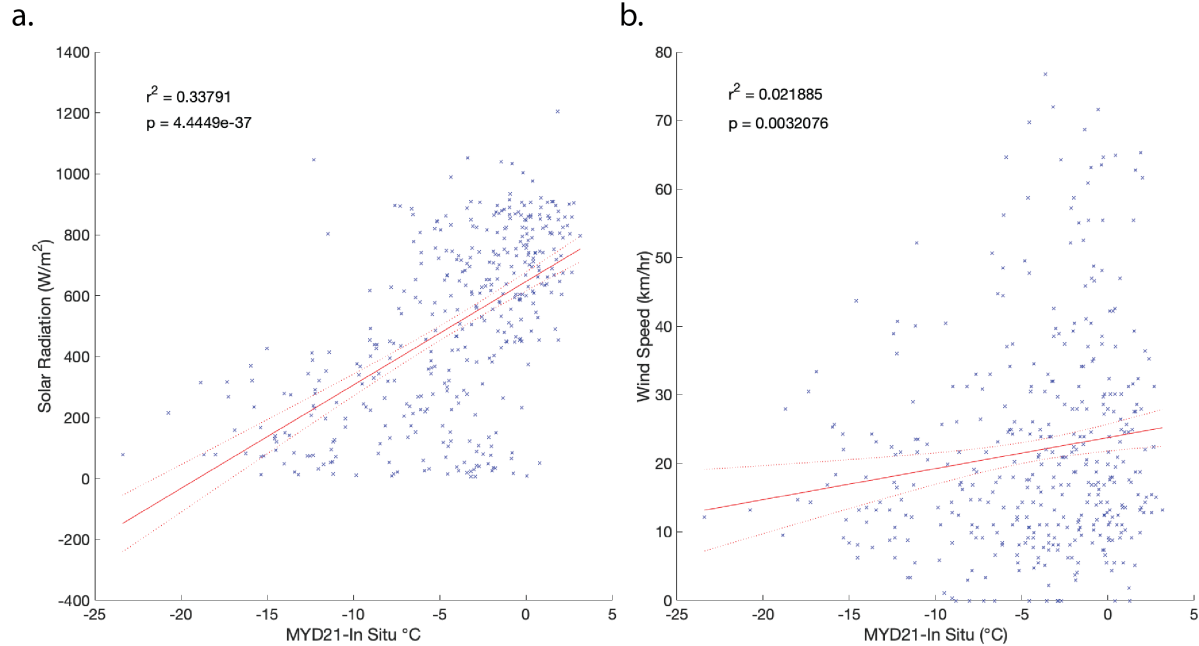 a.
1400
1200
1000
800
600
400
200
0
-200
-400
Solar Radiation (W/m²)
r² = 0.33791
p = 4.4449e-37
-25 -20 -15 -10 -5 0 5
MYD21-In Situ °C
b.
80
70
60
50
40
30
20
10
0
Wind Speed (km/hr)
r² = 0.021885
p = 0.0032076
-25 -20 -15 -10 -5 0 5
MYD21-In Situ (°C)